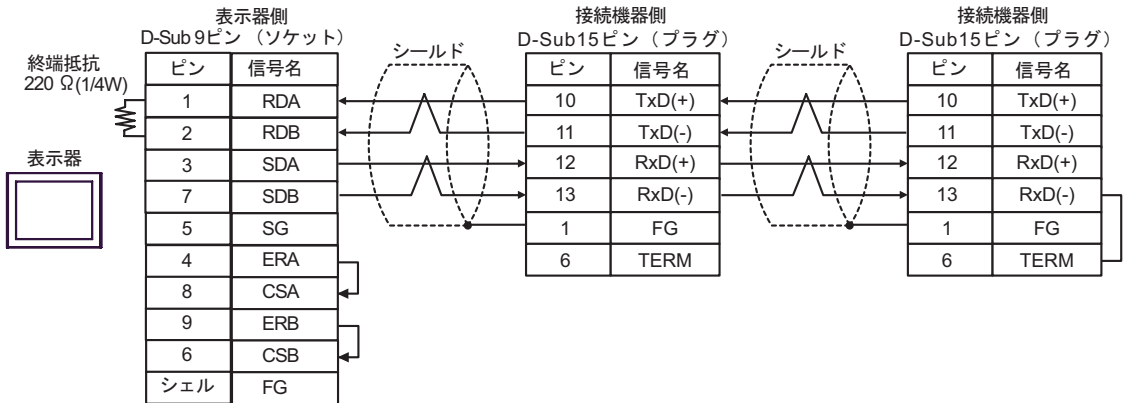 表示器側
D-Sub 9ピン （ソケット）
終端抵抗
220 Ω(1/4W)
表示器
ピン 信号名
1 RDA
2 RDB
3 SDA
7 SDB
5 SG
4 ERA
8 CSA
9 ERB
6 CSB
シェル FG
シールド
接続機器側
D-Sub15ピン（プラグ）
ピン 信号名
10 TxD(+)
11 TxD(-)
12 RxD(+)
13 RxD(-)
1 FG
6 TERM
シールド
接続機器側
D-Sub15ピン（プラグ）
ピン 信号名
10 TxD(+)
11 TxD(-)
12 RxD(+)
13 RxD(-)
1 FG
6 TERM